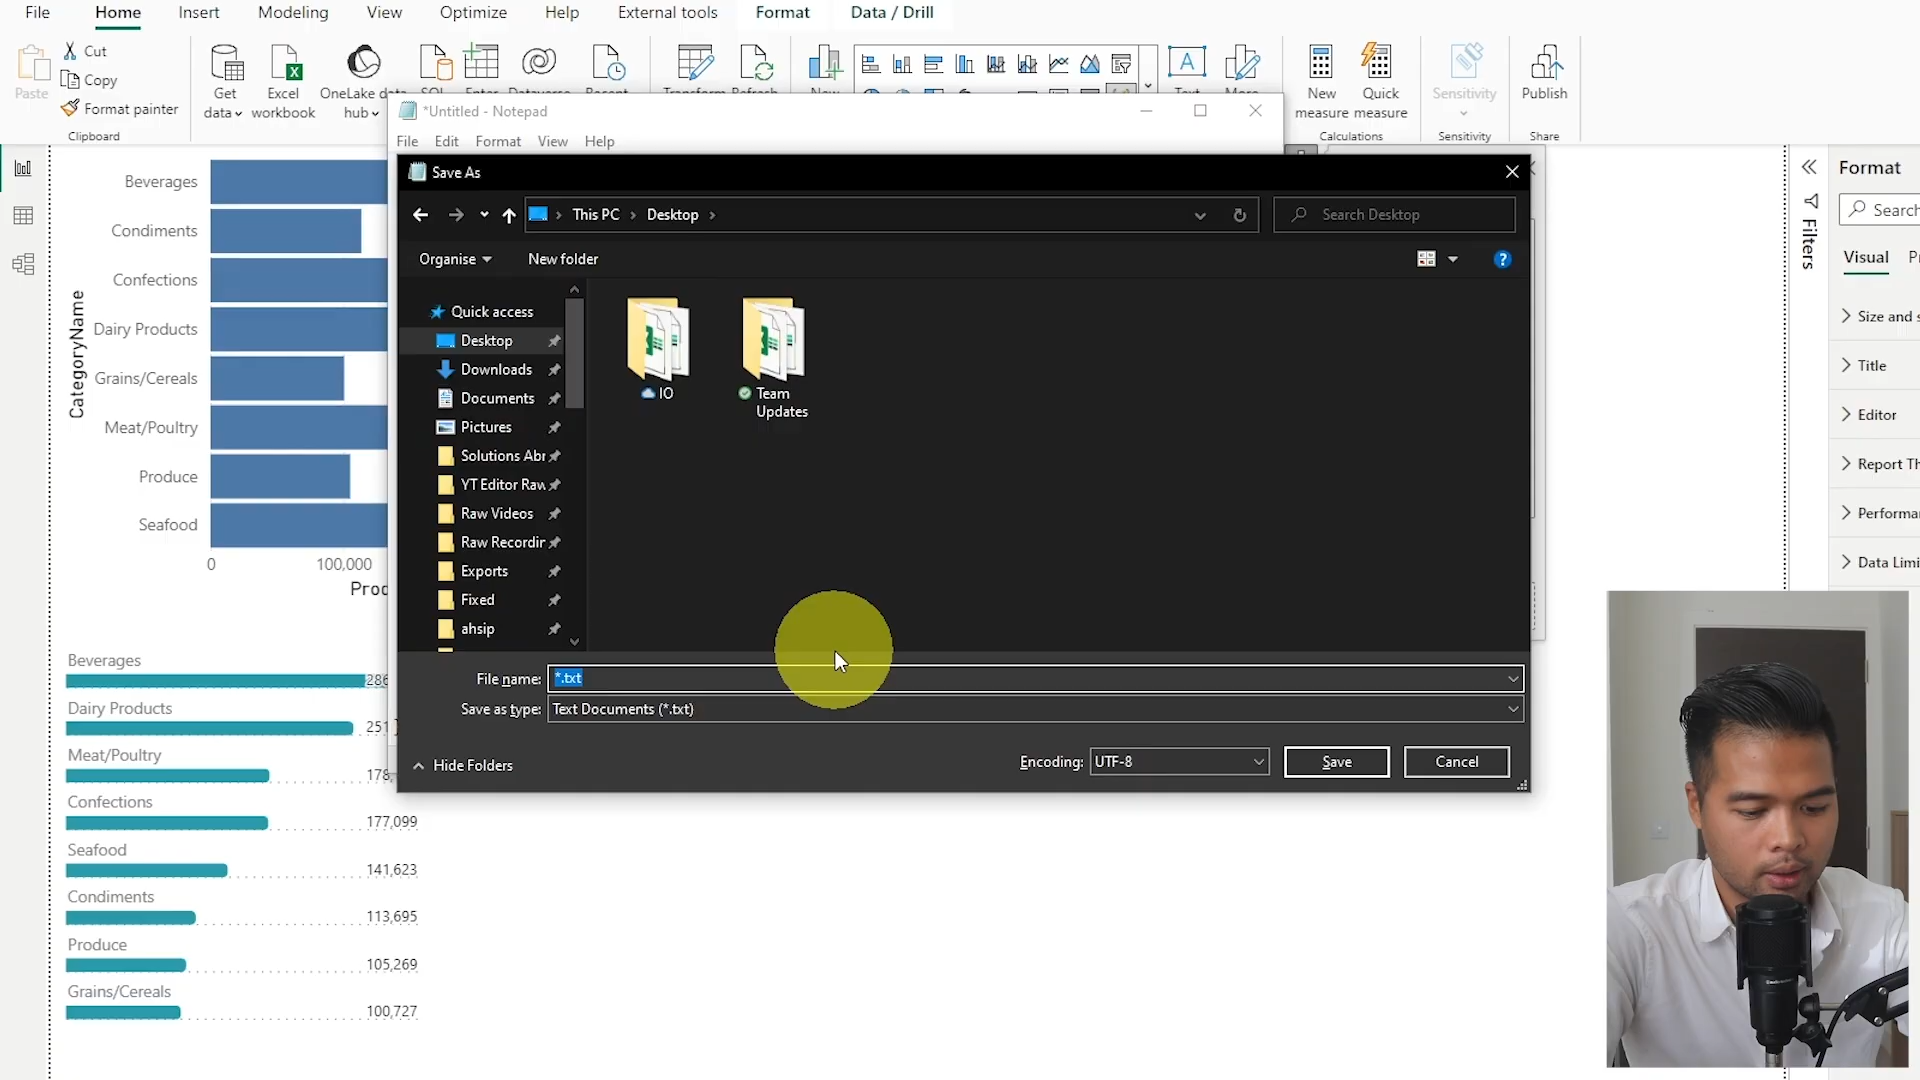 File Home Insert Modeling View Optimize Help External tools Format Data / Drill
Paste
Cut
Copy
Format painter
Clipboard
Get
data
Excel
workbook
OneLake data
hub
New
measure
Quick
measure
Calculations
Sensitivity
Sensitivity
Publish
Share
*Untitled - Notepad
File Edit Format View Help
Save As
This PC Desktop
Search Desktop
Organise New folder
Quick access
Desktop
Downloads
Documents
Pictures
Solutions Abr
YT Editor Raw
Raw Videos
Raw Recordin
Exports
Fixed
ahsip
IO
Team
Updates
File name: *.txt
Save as type: Text Documents (*.txt)
Hide Folders
Encoding: UTF-8
Save
Cancel
CategoryName
Beverages
Condiments
Confections
Dairy Products
Grains/Cereals
Meat/Poultry
Produce
Seafood
0 100,000
Prod
Beverages
286
Dairy Products
251
Meat/Poultry
178,
Confections
177,099
Seafood
141,623
Condiments
113,695
Produce
105,269
Grains/Cereals
100,727
Filters
Format
Search
Visual
Size and s
Title
Editor
Report Th
Performa
Data Limi